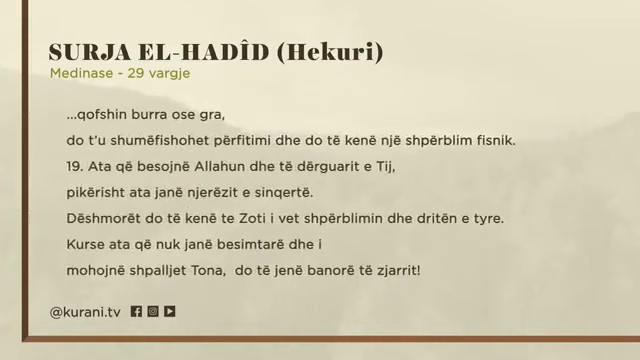 SURJA EL-HADÎD (Hekuri)
Medinase - 29 vargje
...qofshin burra ose gra,
do t'u shumëfishohet përfitimi dhe do të kenë një shpërblim fisnik.
19. Ata që besojnë Allahun dhe të dërguarit e Tij,
pikërisht ata janë njerëzit e sinqertë.
Dëshmorët do të kenë te Zoti i vet shpërblimin dhe dritën e tyre.
Kurse ata që nuk janë besimtarë dhe i
mohojnë shpalljet Tona, do të jenë banorë të zjarrit!
@kurani.tv